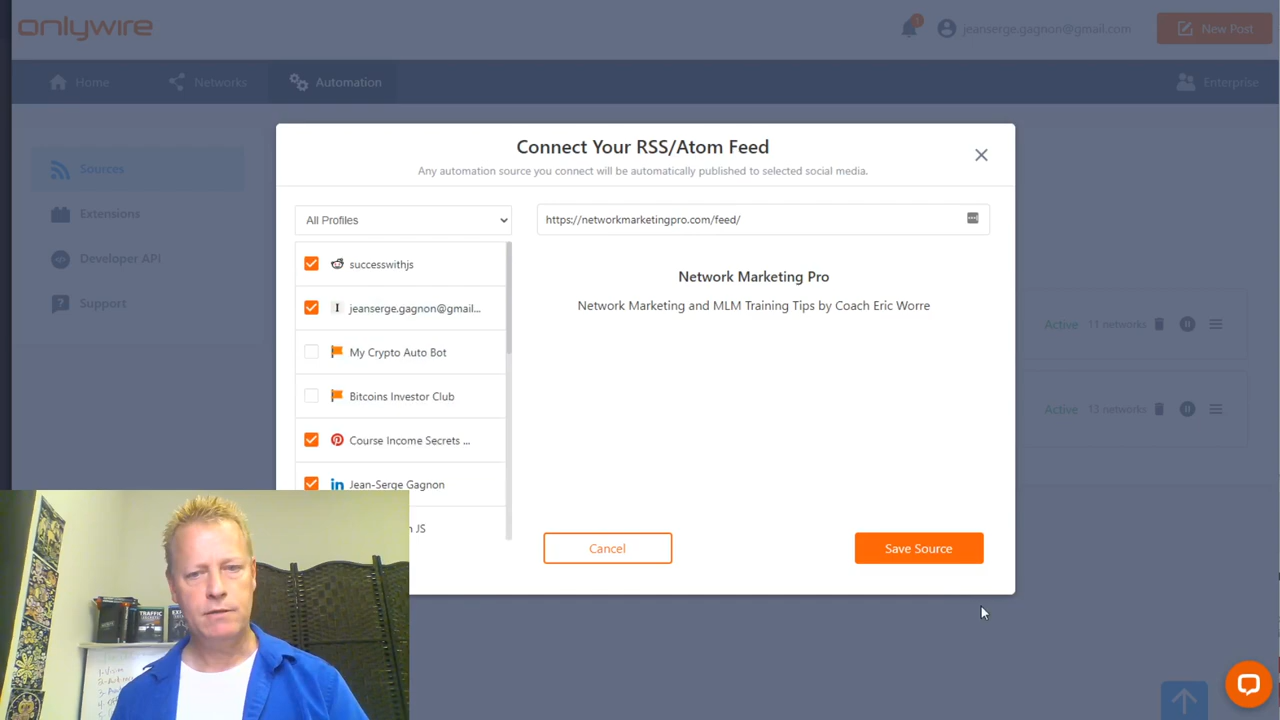 onlywire
1
jeanserge.gagnon@gmail.com
New Post
Home
Networks
Automation
Enterprise
Sources
Extensions
Developer API
Support
Connect Your RSS/Atom Feed
Any automation source you connect will be automatically published to selected social media.
All Profiles
https://networkmarketingpro.com/feed/
successwithjs
jeanserge.gagnon@gmail...
My Crypto Auto Bot
Bitcoins Investor Club
Course Income Secrets ...
Jean-Serge Gagnon
JS
Network Marketing Pro
Network Marketing and MLM Training Tips by Coach Eric Worre
Cancel
Save Source
Active
11 networks
Active
13 networks
TRAFFIC